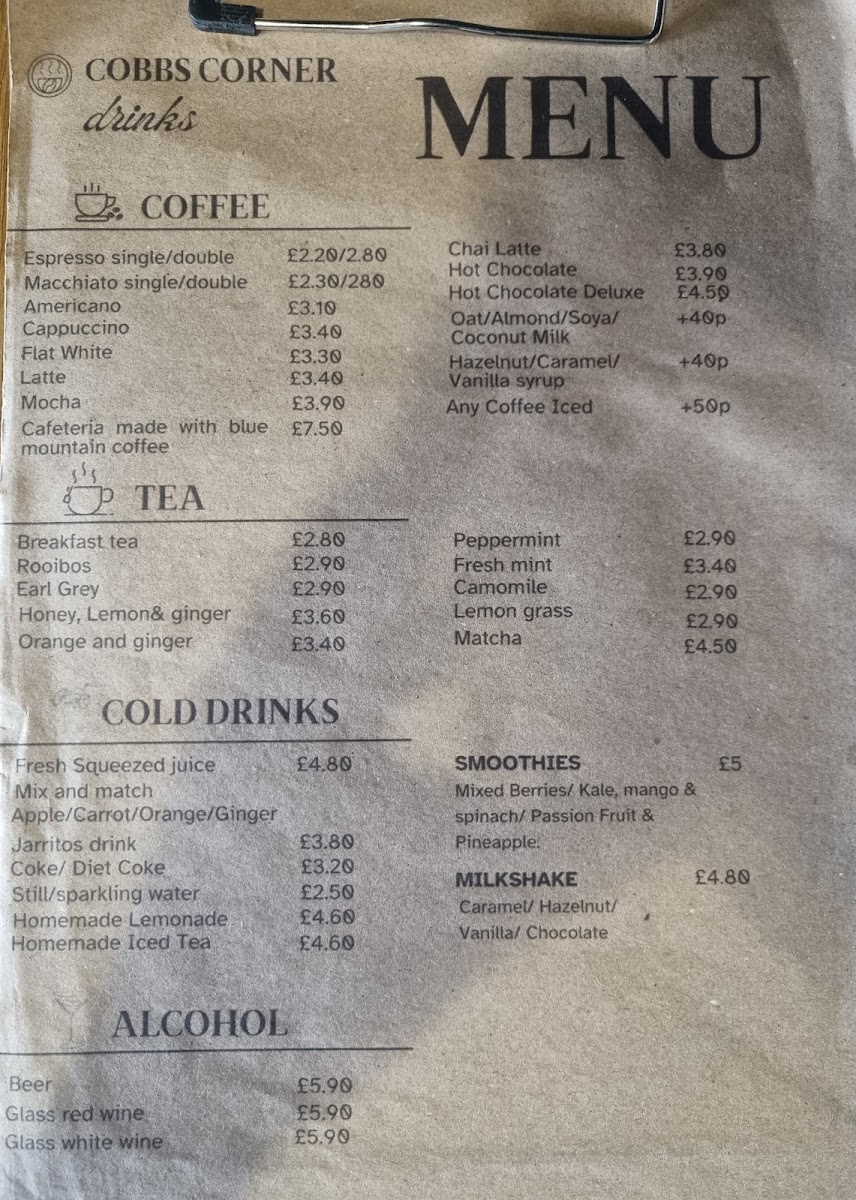 COBBS CORNER
drinks
MENU
COFFEE
Espresso single/double £2.20/2.80
Macchiato single/double £2.30/280
Americano £3.10
Cappuccino £3.40
Flat White £3.30
Latte £3.40
Mocha £3.90
Cafeteria made with blue £7.50
mountain coffee
Chai Latte £3.80
Hot Chocolate £3.90
Hot Chocolate Deluxe £4.50
Oat/Almond/Soya/ +40p
Coconut Milk
Hazelnut/Caramel/ +40p
Vanilla syrup
Any Coffee Iced +50p
TEA
Breakfast tea £2.80
Rooibos £2.90
Earl Grey £2.90
Honey, Lemon& ginger £3.60
Orange and ginger £3.40
Peppermint £2.90
Fresh mint £3.40
Camomile £2.90
Lemon grass £2.90
Matcha £4.50
COLD DRINKS
Fresh Squeezed juice £4.80
Mix and match
Apple/Carrot/Orange/Ginger
Jarritos drink £3.80
Coke/ Diet Coke £3.20
Still/sparkling water £2.50
Homemade Lemonade £4.60
Homemade Iced Tea £4.60
SMOOTHIES £5
Mixed Berries/ Kale, mango &
spinach/ Passion Fruit &
Pineapple.
MILKSHAKE £4.80
Caramel/ Hazelnut/
Vanilla/ Chocolate
ALCOHOL
Beer £5.90
Glass red wine £5.90
Glass white wine £5.90